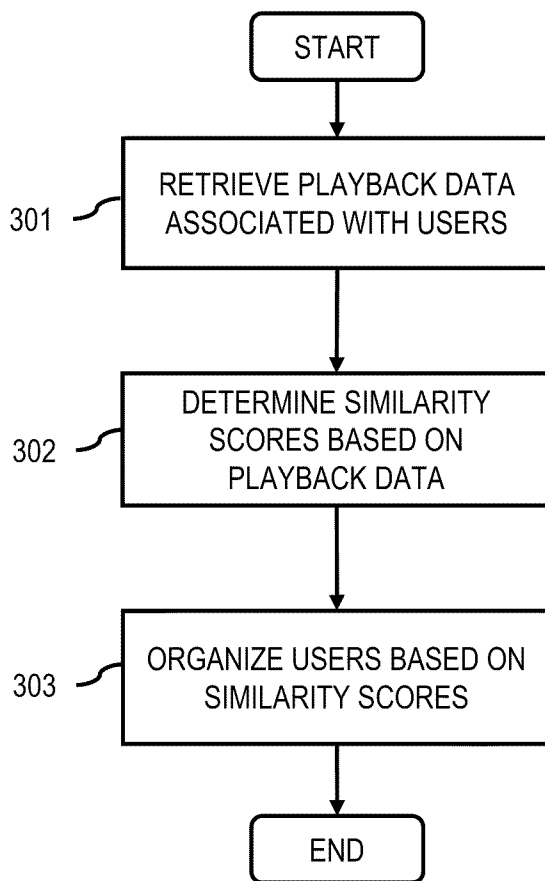 START
301
RETRIEVE PLAYBACK DATA
ASSOCIATED WITH USERS
302
DETERMINE SIMILARITY
SCORES BASED ON
PLAYBACK DATA
303
ORGANIZE USERS BASED ON
SIMILARITY SCORES
END